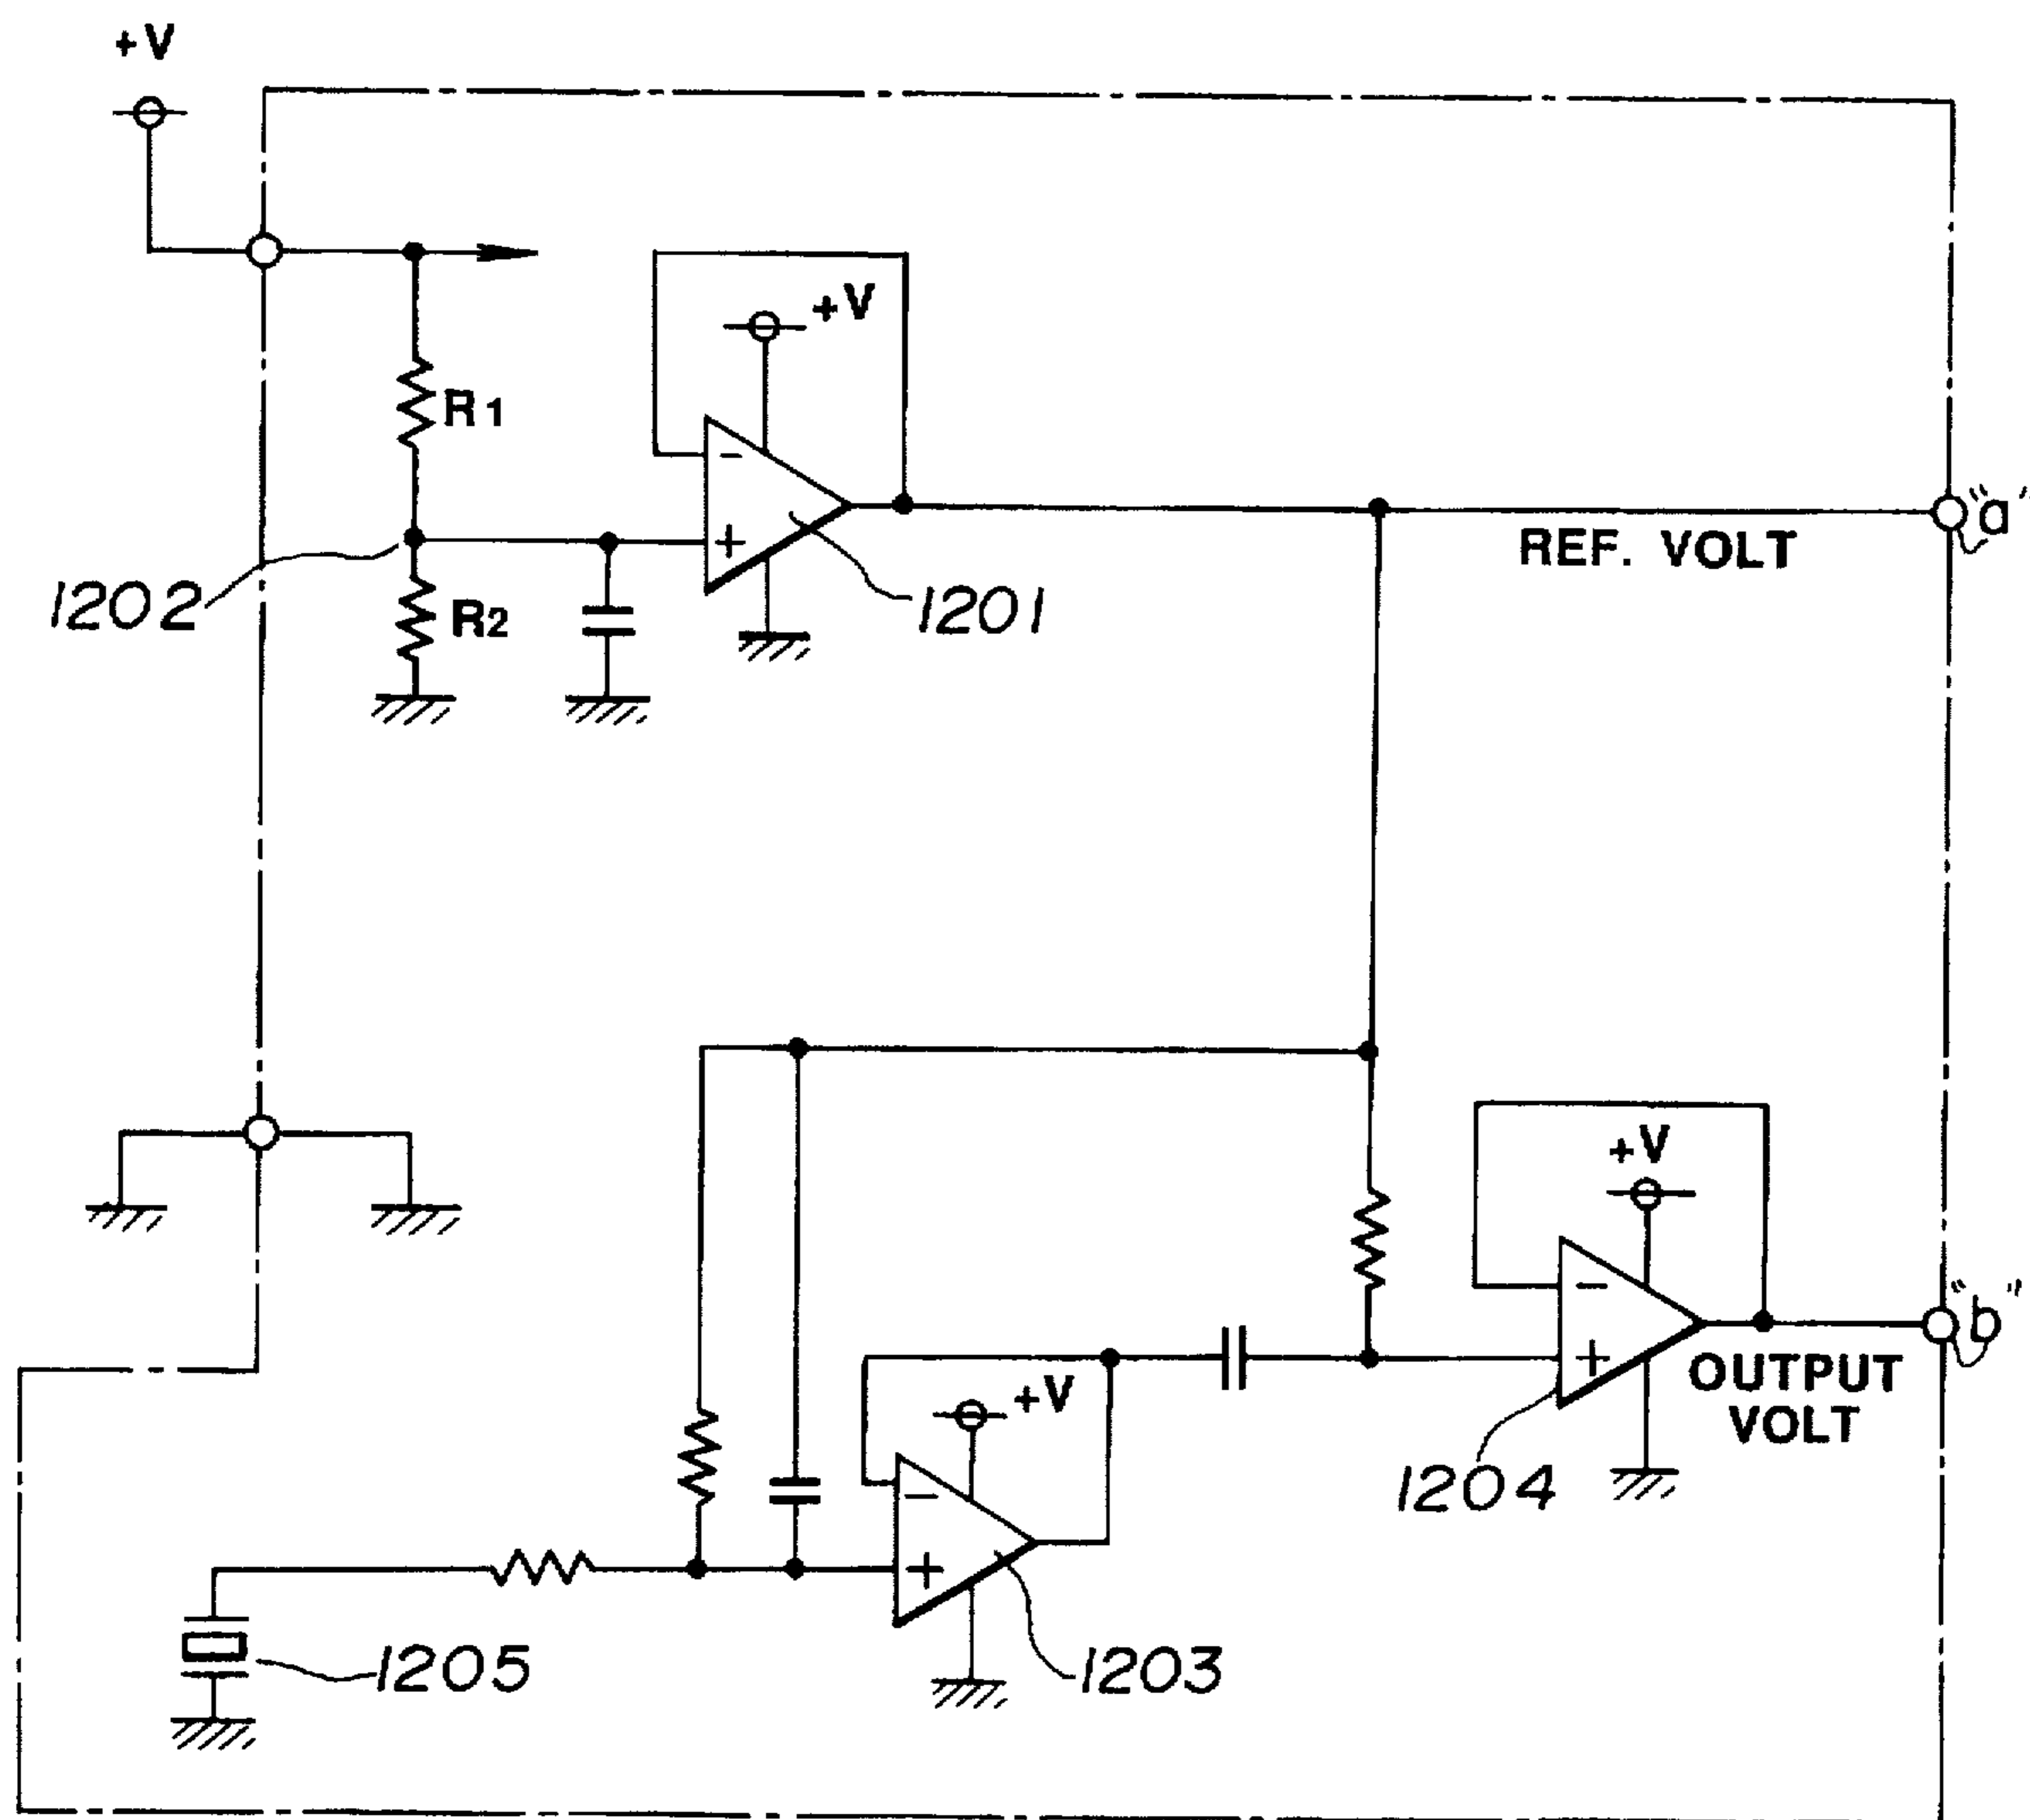 +V
+V
R1
"a"
REF. VOLT
1202
R2
1201
+V
"b"
OUTPUT
VOLT
+V
1204
1205
1203